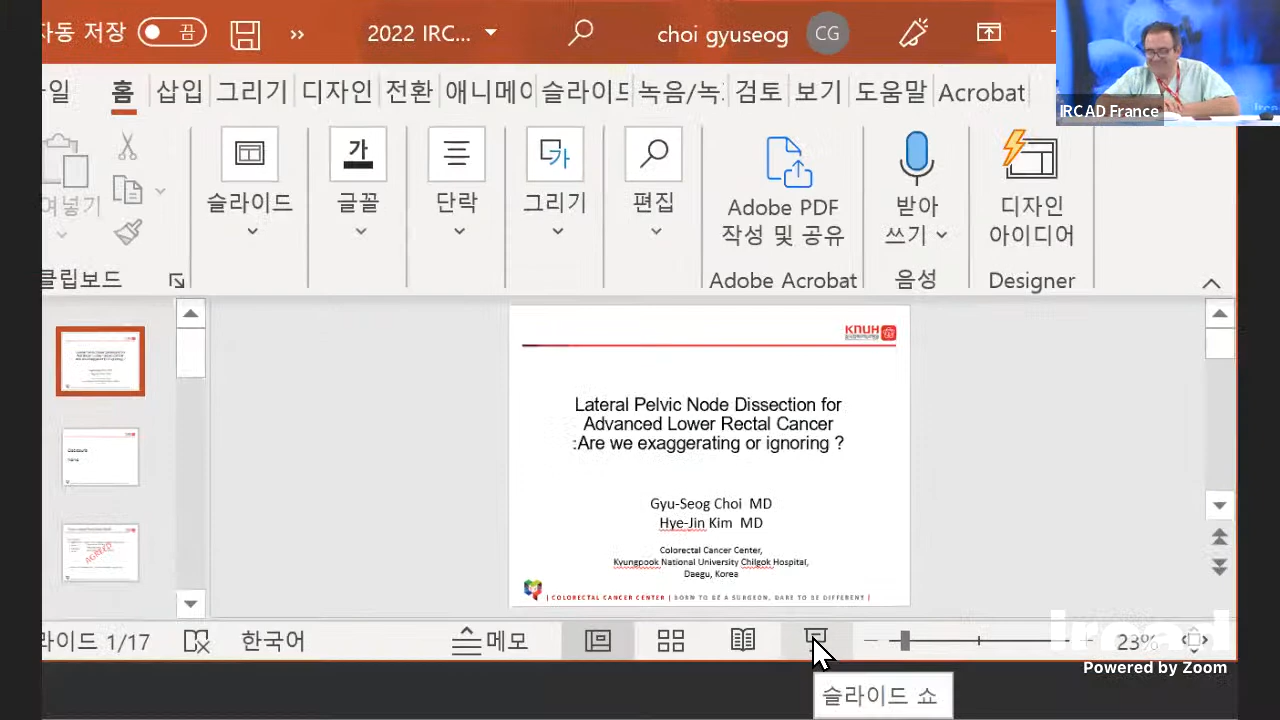 자동 저장
끔
2022 IRC...
choi gyuseog
CG
일
홈
삽입
그리기
디자인
전환
애니메이
슬라이드
녹음/녹
검토
보기
도움말
Acrobat
IRCAD France
여넣기
슬라이드
글꼴
단락
그리기
편집
Adobe PDF
작성 및 공유
받아
쓰기
디자인
아이디어
클립보드
Adobe Acrobat
음성
Designer
KNUH
Lateral Pelvic Node Dissection for
Advanced Lower Rectal Cancer
:Are we exaggerating or ignoring ?
Gyu-Seog Choi MD
Hye-Jin Kim MD
Colorectal Cancer Center,
Kyungpook National University Chilgok Hospital,
Daegu, Korea
| COLORECTAL CANCER CENTER | BORN TO BE A SURGEON, DARE TO BE DIFFERENT |
AGREED
라이드 1/17
한국어
메모
23%
ircad
Powered by Zoom
슬라이드 쇼